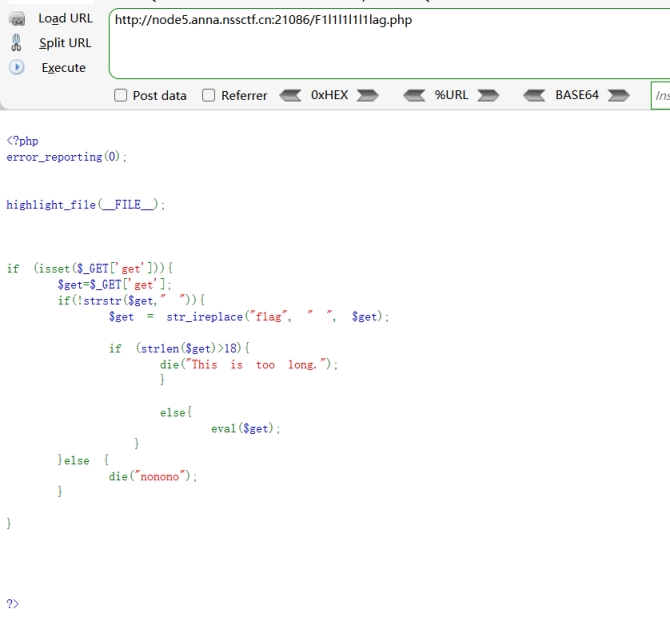 Load URL
http://node5.anna.nssctf.cn:21086/F1l1l1l1l1lag.php
Split URL
Execute
Post data Referrer 0xHEX %URL BASE64 Ins
<?php
error_reporting(0);
highlight_file(__FILE__);
if (isset($_GET['get'])){
$get=$_GET['get'];
if(!strstr($get," ")){
$get = str_ireplace("flag", " ", $get);
if (strlen($get)>18){
die("This is too long.");
}
else{
eval($get);
}
}else {
die("nonono");
}
}
?>